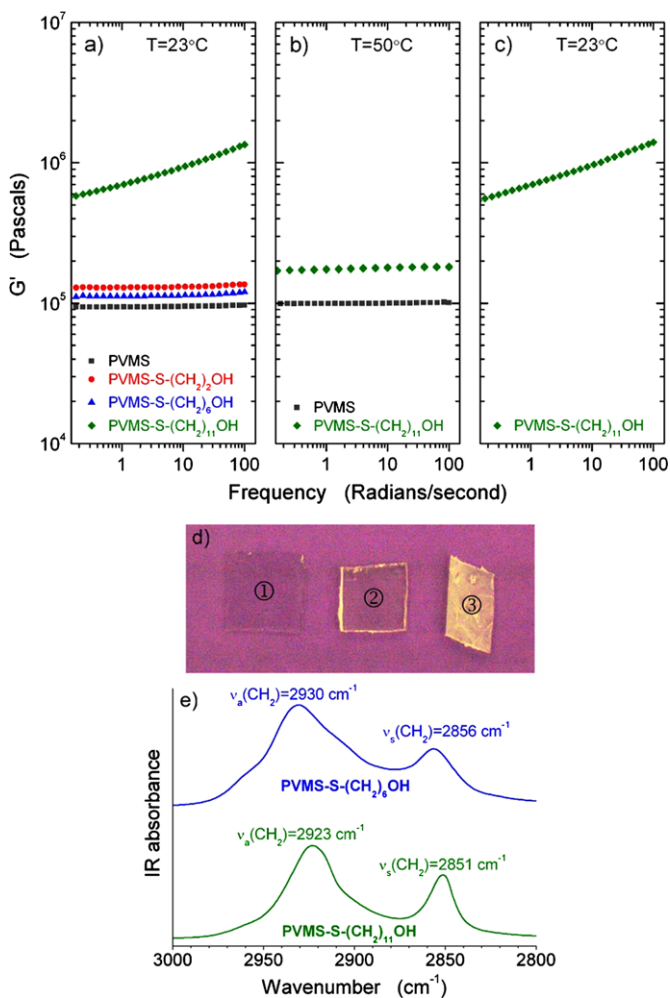 G' (Pascals)
10⁷
10⁶
10⁵
10⁴
a) T=23°C
PVMS
PVMS-S-(CH₂)₂OH
PVMS-S-(CH₂)₆OH
PVMS-S-(CH₂)₁₁OH
1 10 100
b) T=50°C
PVMS
PVMS-S-(CH₂)₁₁OH
1 10 100
c) T=23°C
PVMS-S-(CH₂)₁₁OH
1 10 100
Frequency (Radians/second)
d)
① ② ③
e)
IR absorbance
νₐ(CH₂)=2930 cm⁻¹
νₛ(CH₂)=2856 cm⁻¹
PVMS-S-(CH₂)₆OH
νₐ(CH₂)=2923 cm⁻¹
νₛ(CH₂)=2851 cm⁻¹
PVMS-S-(CH₂)₁₁OH
3000 2950 2900 2850 2800
Wavenumber (cm⁻¹)